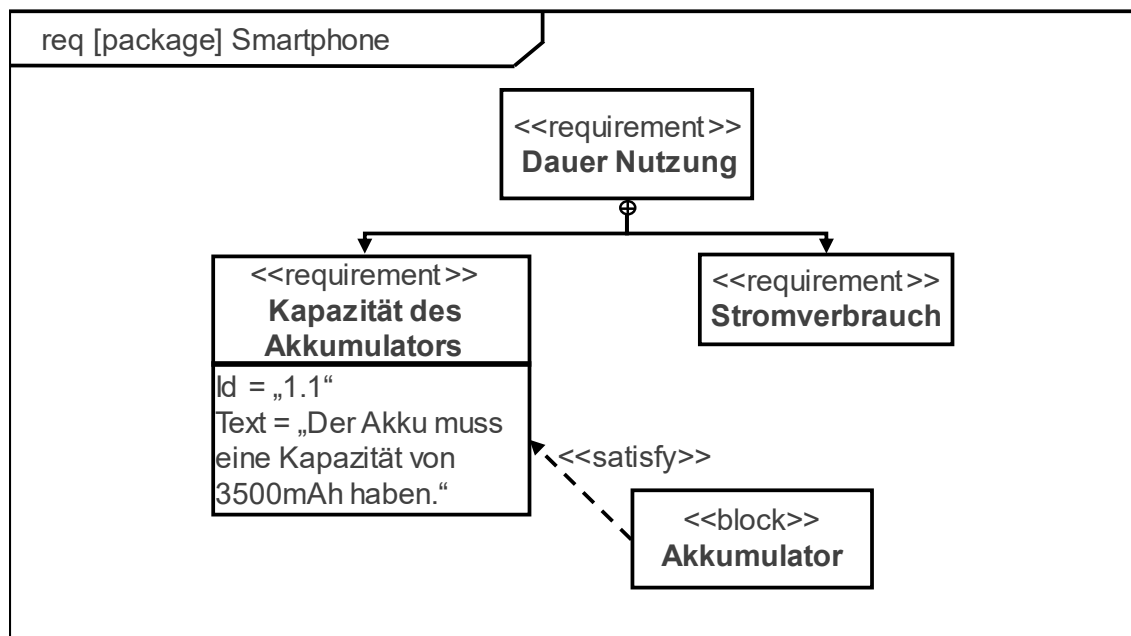 req [package] Smartphone
<<requirement>>
Dauer Nutzung
<<requirement>>
Kapazität des
Akkumulators
Id = „1.1“
Text = „Der Akku muss
eine Kapazität von
3500mAh haben.“
<<requirement>>
Stromverbrauch
<<satisfy>>
<<block>>
Akkumulator